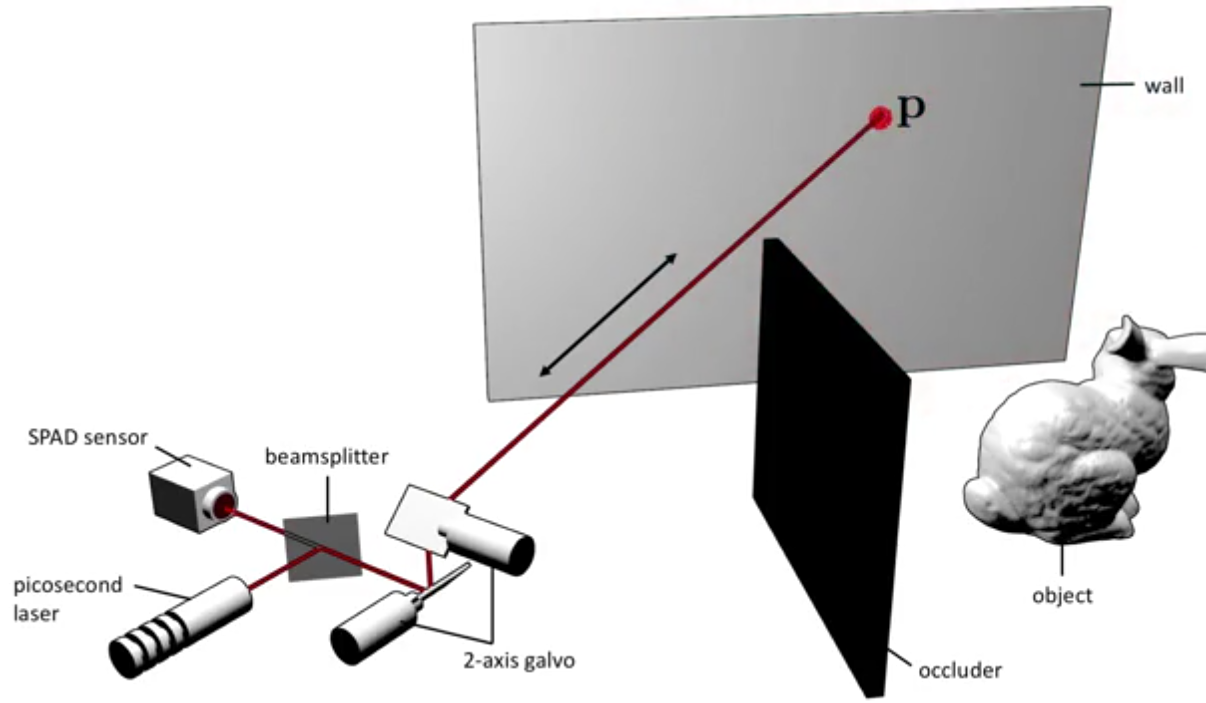 p
wall
SPAD sensor
beamsplitter
picosecond
laser
2-axis galvo
object
occluder